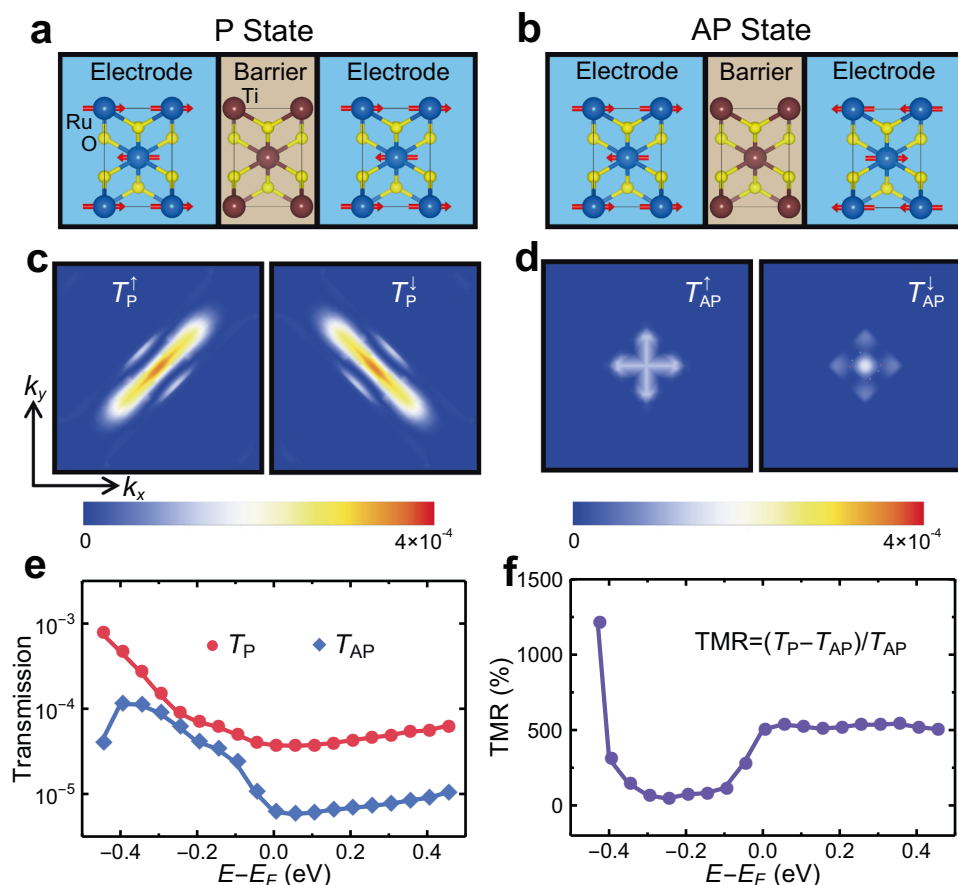 a P State
Electrode Barrier Electrode
Ti
Ru
O
b AP State
Electrode Barrier Electrode
c
T_P^↑
T_P^↓
k_y
k_x
0 4×10⁻⁴
d
T_AP^↑
T_AP^↓
0 4×10⁻⁴
e
Transmission
10⁻³
10⁻⁴
10⁻⁵
T_P T_AP
−0.4 −0.2 0.0 0.2 0.4
E−E_F (eV)
f
TMR (%)
1500
1250
1000
500
0
TMR=(T_P−T_AP)/T_AP
−0.4 −0.2 0.0 0.2 0.4
E−E_F (eV)